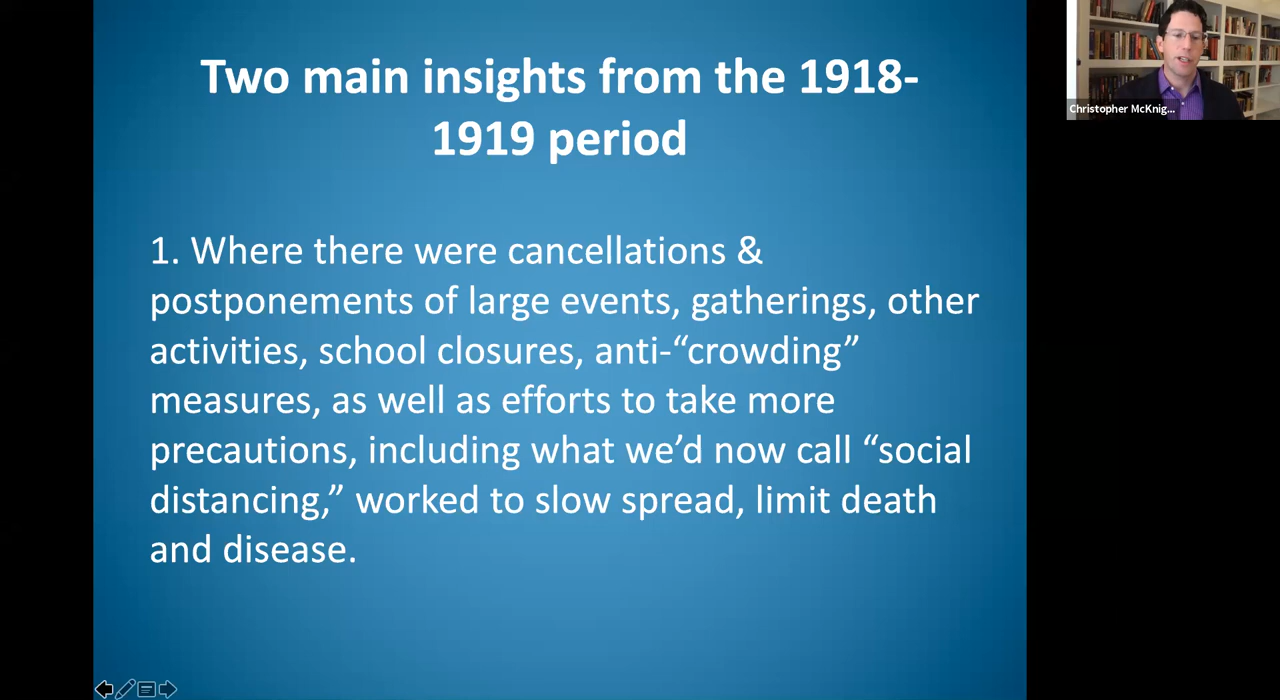 Two main insights from the 1918-
1919 period
1. Where there were cancellations &
postponements of large events, gatherings, other
activities, school closures, anti-“crowding”
measures, as well as efforts to take more
precautions, including what we’d now call “social
distancing,” worked to slow spread, limit death
and disease.
Christopher McKnig...